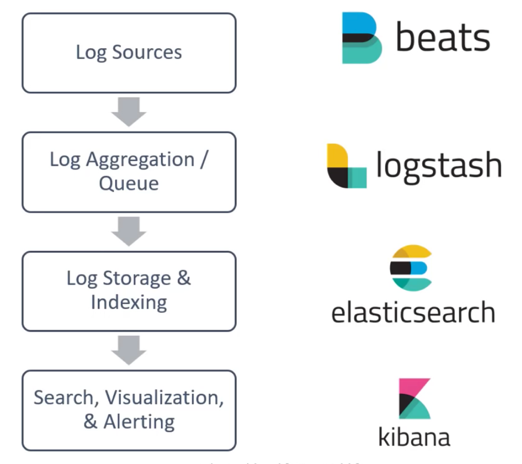 Log Sources
beats
Log Aggregation /
Queue
logstash
Log Storage &
Indexing
elasticsearch
Search, Visualization,
& Alerting
kibana